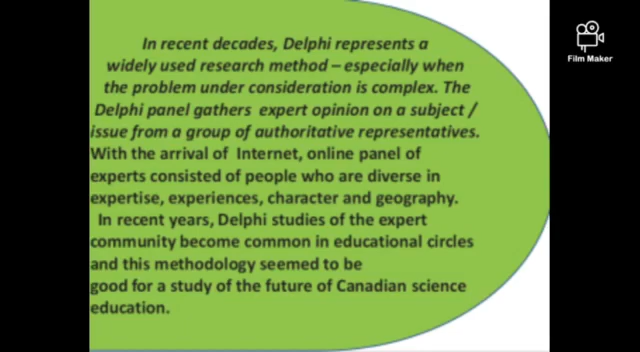 In recent decades, Delphi represents a
widely used research method – especially when
the problem under consideration is complex. The
Delphi panel gathers expert opinion on a subject /
issue from a group of authoritative representatives.
With the arrival of Internet, online panel of
experts consisted of people who are diverse in
expertise, experiences, character and geography.
In recent years, Delphi studies of the expert
community become common in educational circles
and this methodology seemed to be
good for a study of the future of Canadian science
education.
Film Maker